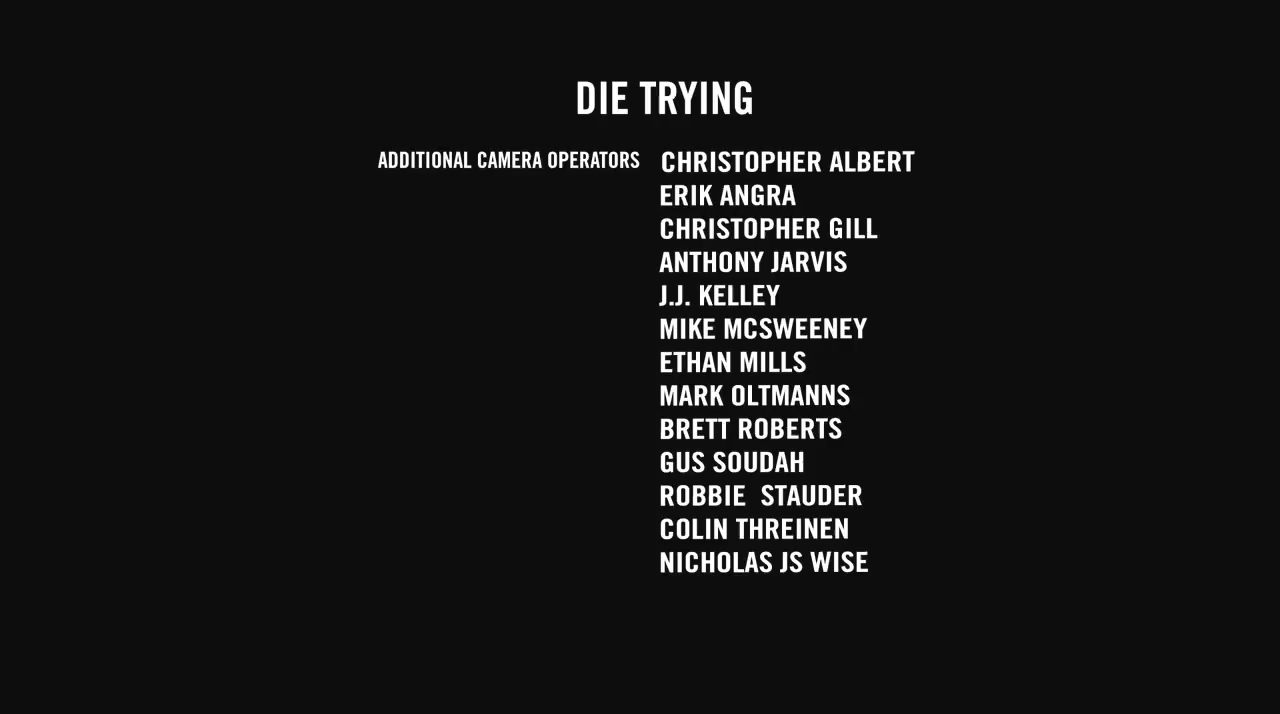 DIE TRYING
ADDITIONAL CAMERA OPERATORS CHRISTOPHER ALBERT
ERIK ANGRA
CHRISTOPHER GILL
ANTHONY JARVIS
J.J. KELLEY
MIKE MCSWEENEY
ETHAN MILLS
MARK OLTMANNS
BRETT ROBERTS
GUS SOUDAH
ROBBIE  STAUDER
COLIN THREINEN
NICHOLAS JS WISE